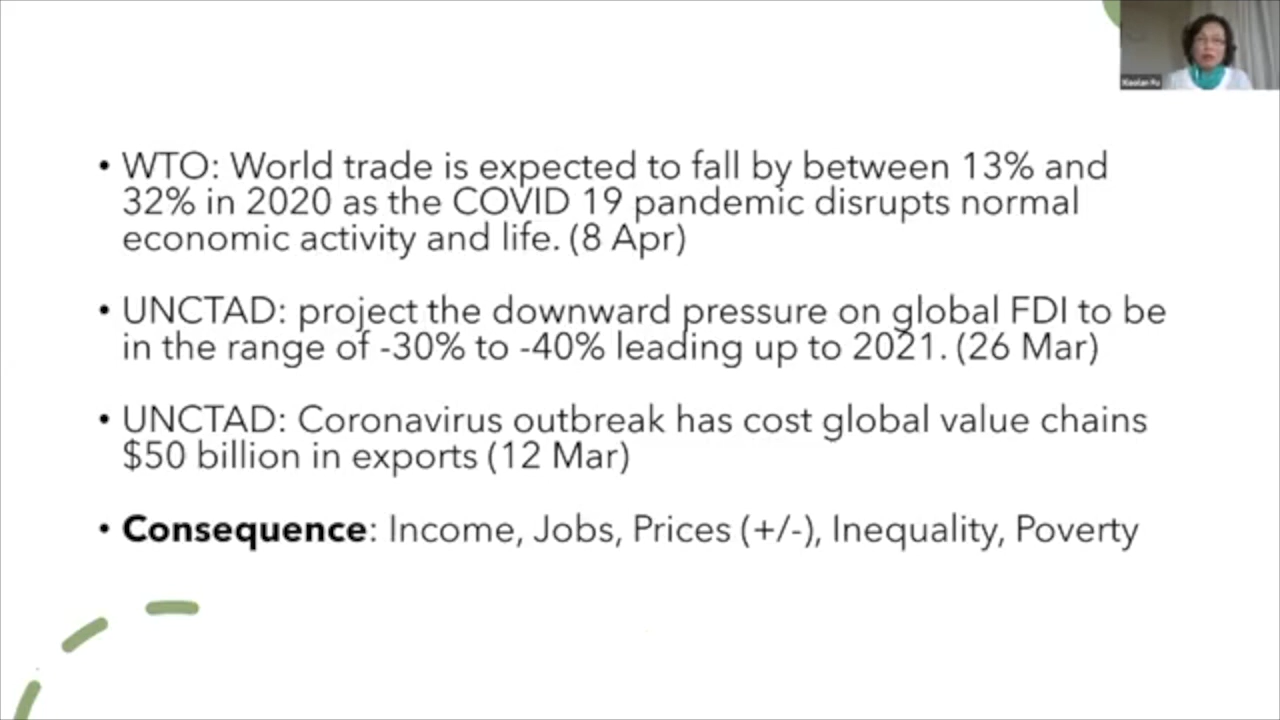 Xiaolan Fu
• WTO: World trade is expected to fall by between 13% and
32% in 2020 as the COVID 19 pandemic disrupts normal
economic activity and life. (8 Apr)
• UNCTAD: project the downward pressure on global FDI to be
in the range of -30% to -40% leading up to 2021. (26 Mar)
• UNCTAD: Coronavirus outbreak has cost global value chains
$50 billion in exports (12 Mar)
• Consequence: Income, Jobs, Prices (+/-), Inequality, Poverty